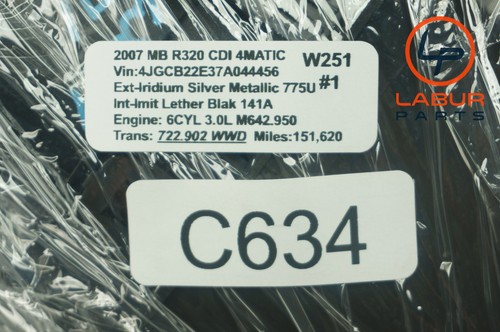 2007 MB R320 CDI 4MATIC W251
Vin:4JGCB22E37A044456
Ext-Iridium Silver Metallic 775U #1
Int-imit Lether Blak 141A
Engine: 6CYL 3.0L M642.950
Trans: 722.902 WWD Miles:151,620
C634
LP
LABUR
PARTS